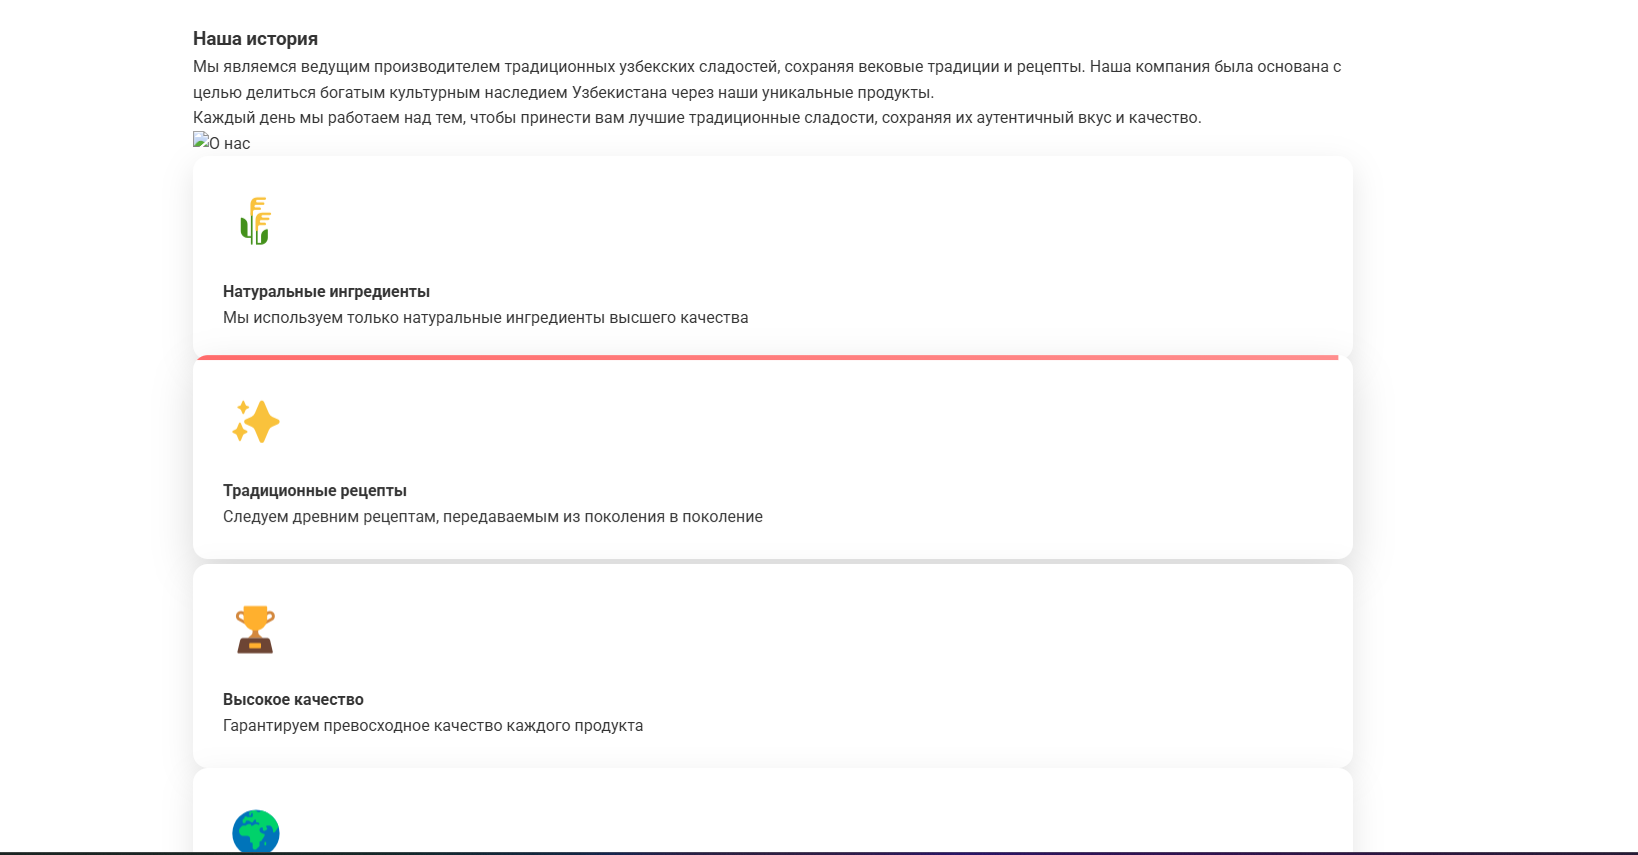 Наша история
Мы являемся ведущим производителем традиционных узбекских сладостей, сохраняя вековые традиции и рецепты. Наша компания была основана с
целью делиться богатым культурным наследием Узбекистана через наши уникальные продукты.
Каждый день мы работаем над тем, чтобы принести вам лучшие традиционные сладости, сохраняя их аутентичный вкус и качество.
О нас
Натуральные ингредиенты
Мы используем только натуральные ингредиенты высшего качества
Традиционные рецепты
Следуем древним рецептам, передаваемым из поколения в поколение
Высокое качество
Гарантируем превосходное качество каждого продукта